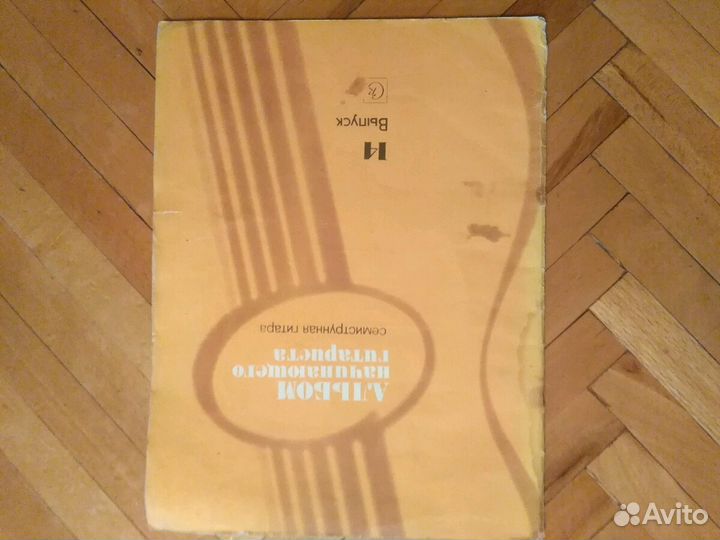 АЛЬБОМ
начинающего
гитариста
семиструнная гитара
14
Выпуск
Avito